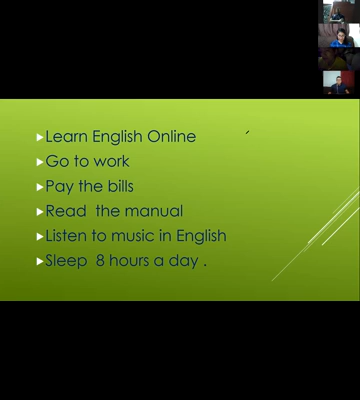 Learn English Online
Go to work
Pay the bills
Read  the manual
Listen to music in English
Sleep  8 hours a day .